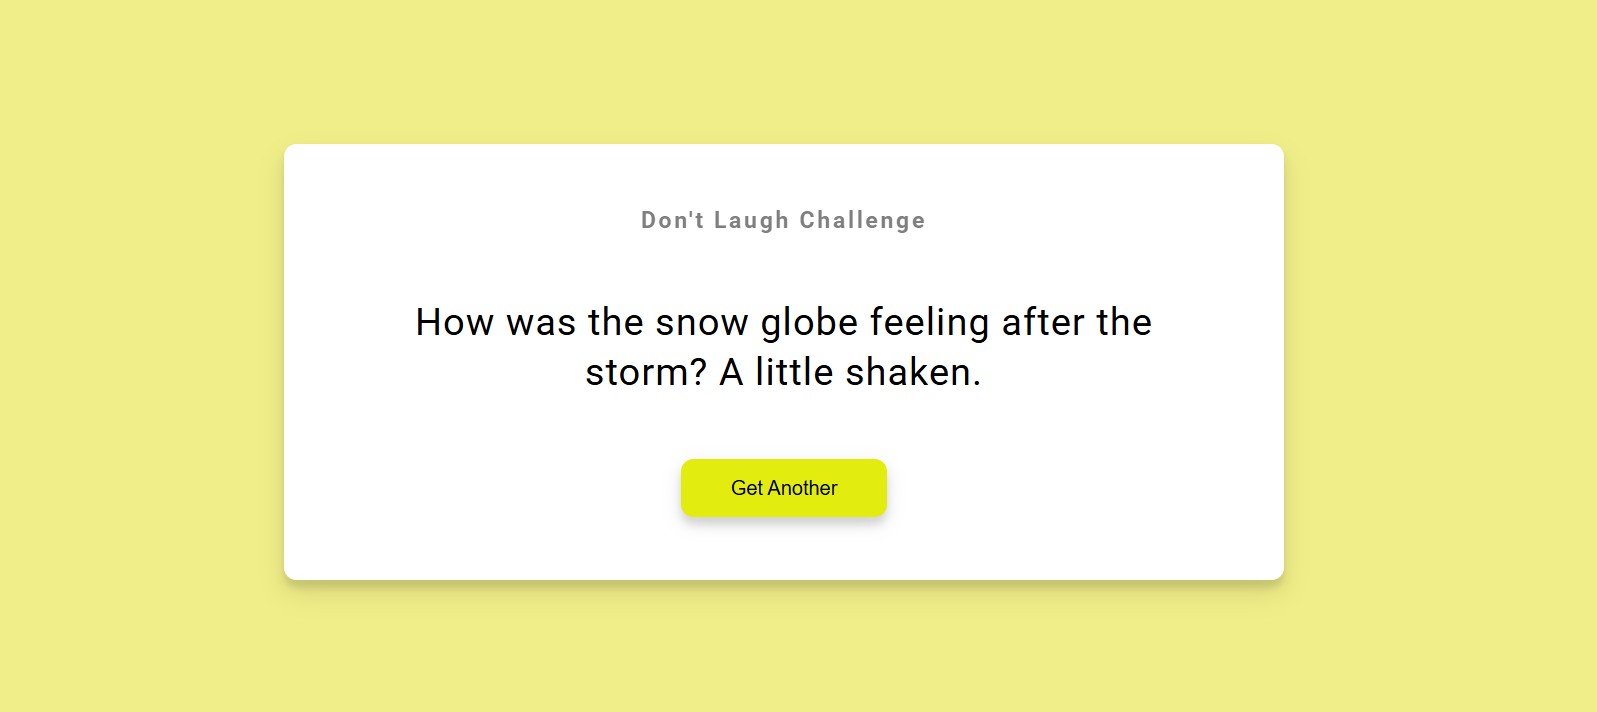 Don't Laugh Challenge
How was the snow globe feeling after the
storm? A little shaken.
Get Another